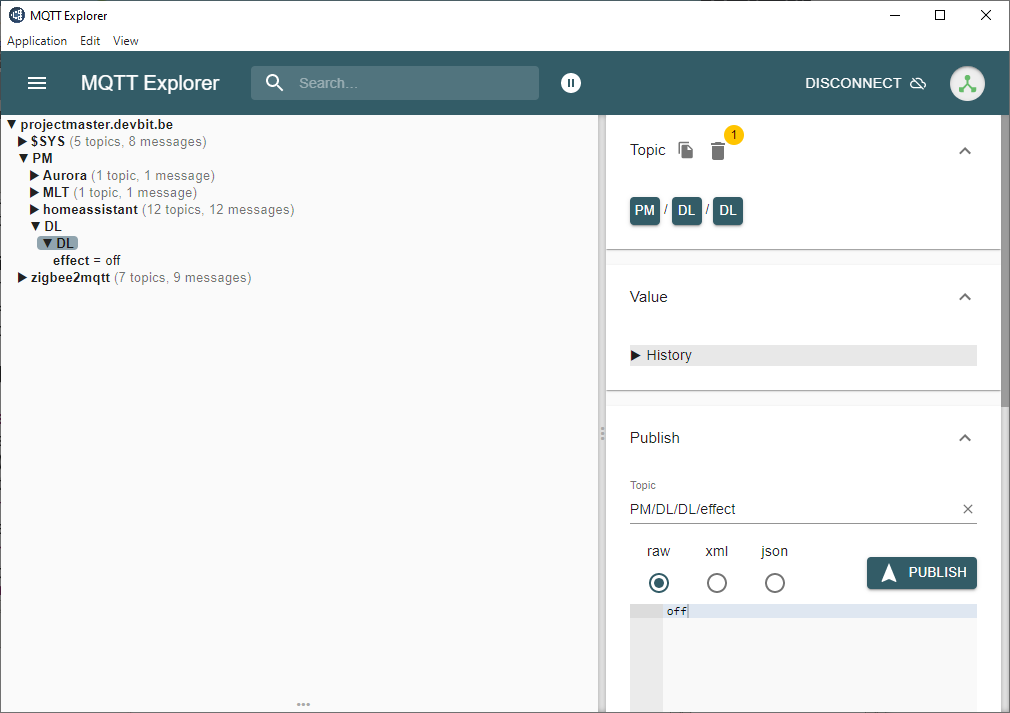 MQTT Explorer
Application Edit View
MQTT Explorer
Search...
DISCONNECT
▼ projectmaster.devbit.be
▶ $SYS (5 topics, 8 messages)
▼ PM
▶ Aurora (1 topic, 1 message)
▶ MLT (1 topic, 1 message)
▶ homeassistant (12 topics, 12 messages)
▼ DL
▼ DL
effect = off
▶ zigbee2mqtt (7 topics, 9 messages)
Topic 1
PM / DL / DL
Value
▶ History
Publish
Topic
PM/DL/DL/effect
raw xml json
PUBLISH
off